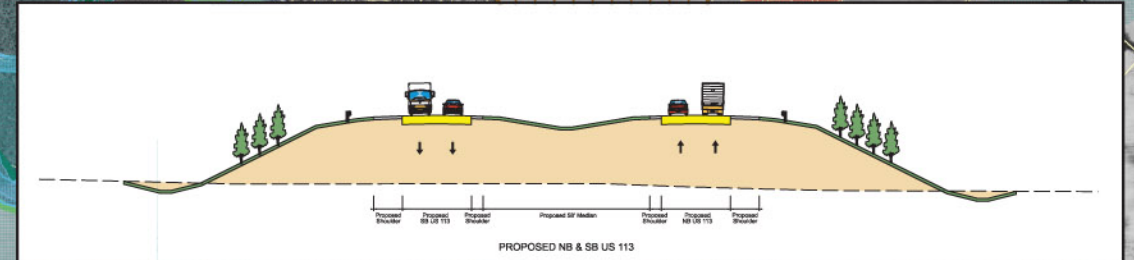 Proposed
Shoulder
Proposed
SB US 113
Proposed
Shoulder
Proposed 58' Median
Proposed
Shoulder
Proposed
NB US 113
Proposed
Shoulder
PROPOSED NB & SB US 113